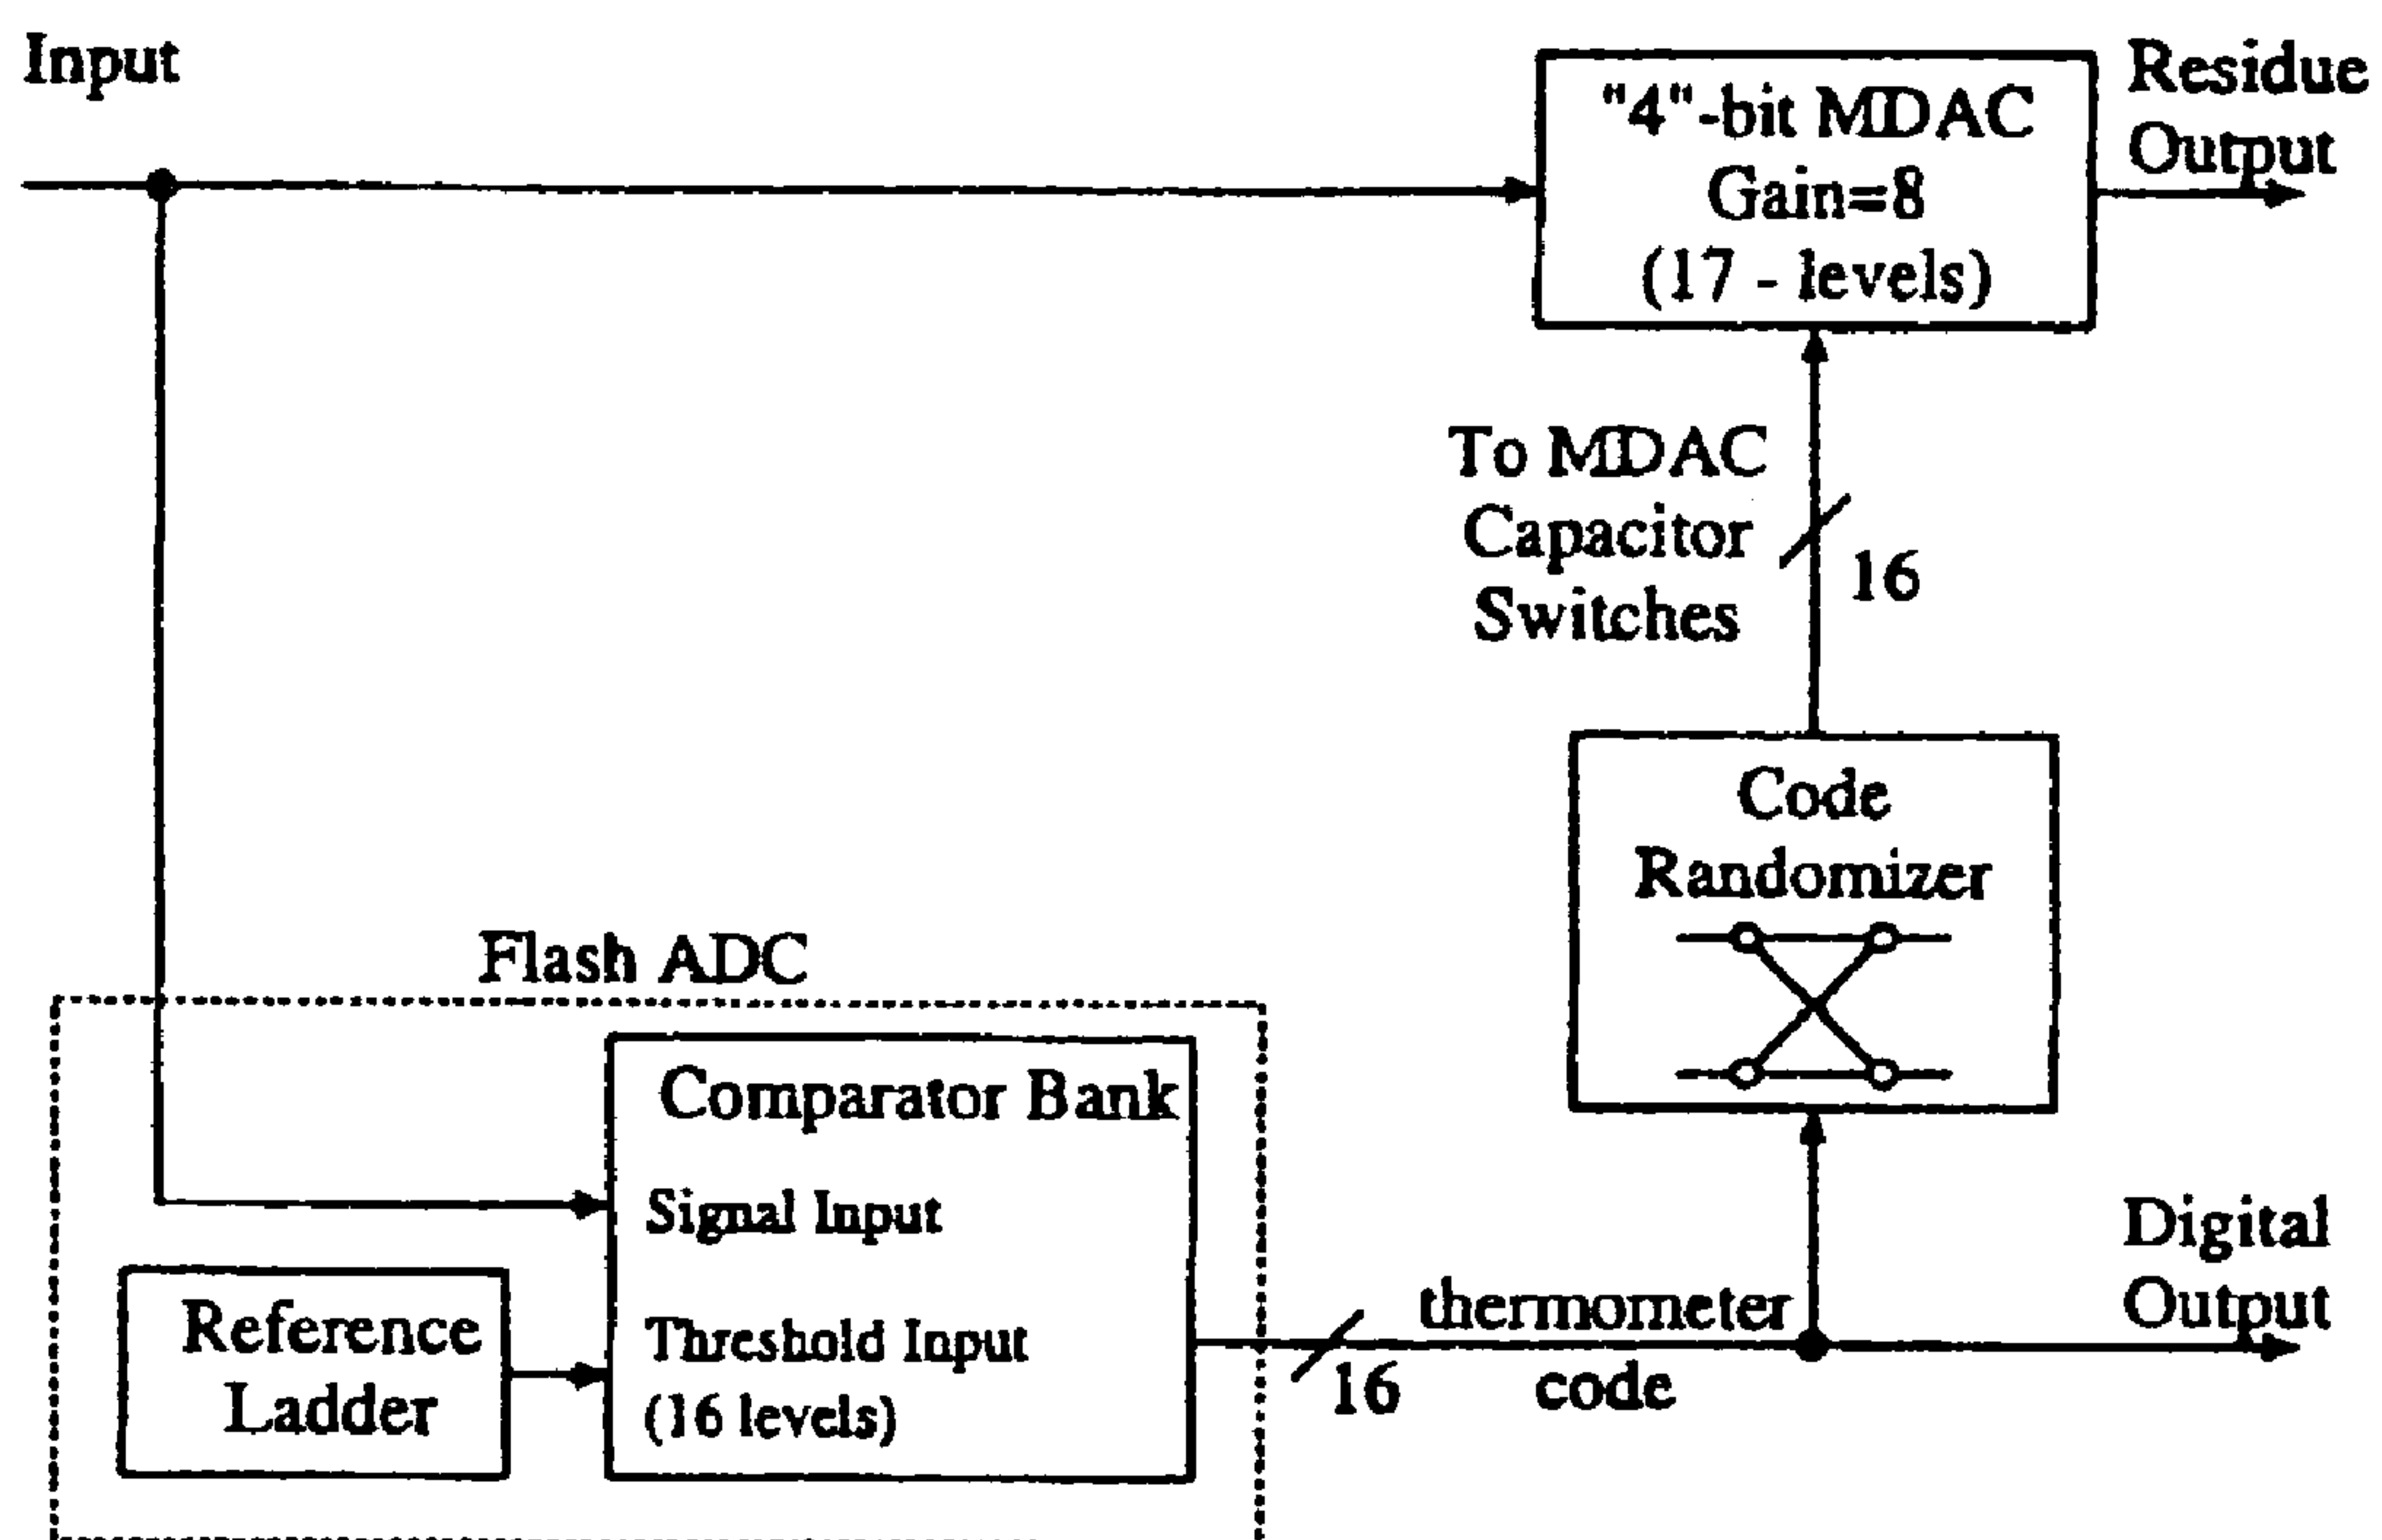 Input
"4"-bit MDAC
Gain=8
(17 - levels)
Residue
Output
To MDAC
Capacitor
Switches
16
Code
Randomizer
Flash ADC
Comparator Bank
Signal Input
Threshold Input
(16 levels)
Reference
Ladder
16
thermometer
code
Digital
Output